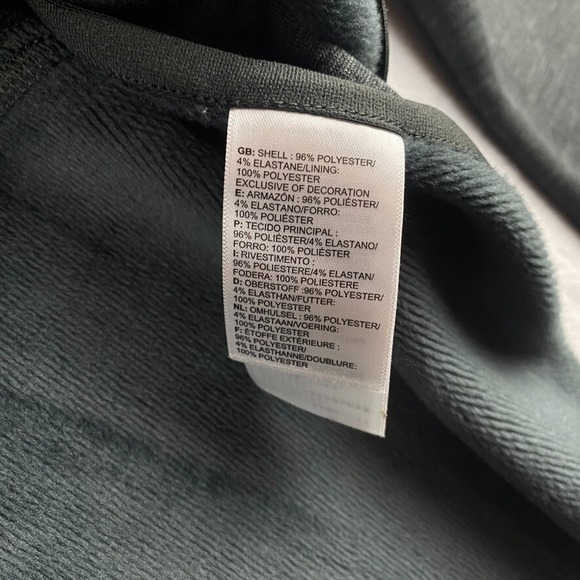 GB: SHELL : 96% POLYESTER/
4% ELASTANE/LINING:
100% POLYESTER
EXCLUSIVE OF DECORATION
E: ARMAZÓN : 96% POLIÉSTER/
4% ELASTANO/FORRO:
100% POLIÉSTER
P: TECIDO PRINCIPAL :
96% POLIÉSTER/4% ELASTANO/
FORRO: 100% POLIÉSTER
I: RIVESTIMENTO :
96% POLIESTERE/4% ELASTAN/
FODERA: 100% POLIESTERE
D: OBERSTOFF :96% POLYESTER/
4% ELASTHAN/FUTTER:
100% POLYESTER
NL: OMHULSEL : 96% POLYESTER/
4% ELASTAAN/VOERING:
100% POLYESTER
F: ÉTOFFE EXTÉRIEURE :
96% POLYESTER/
4% ELASTHANNE/DOUBLURE:
100% POLYESTER